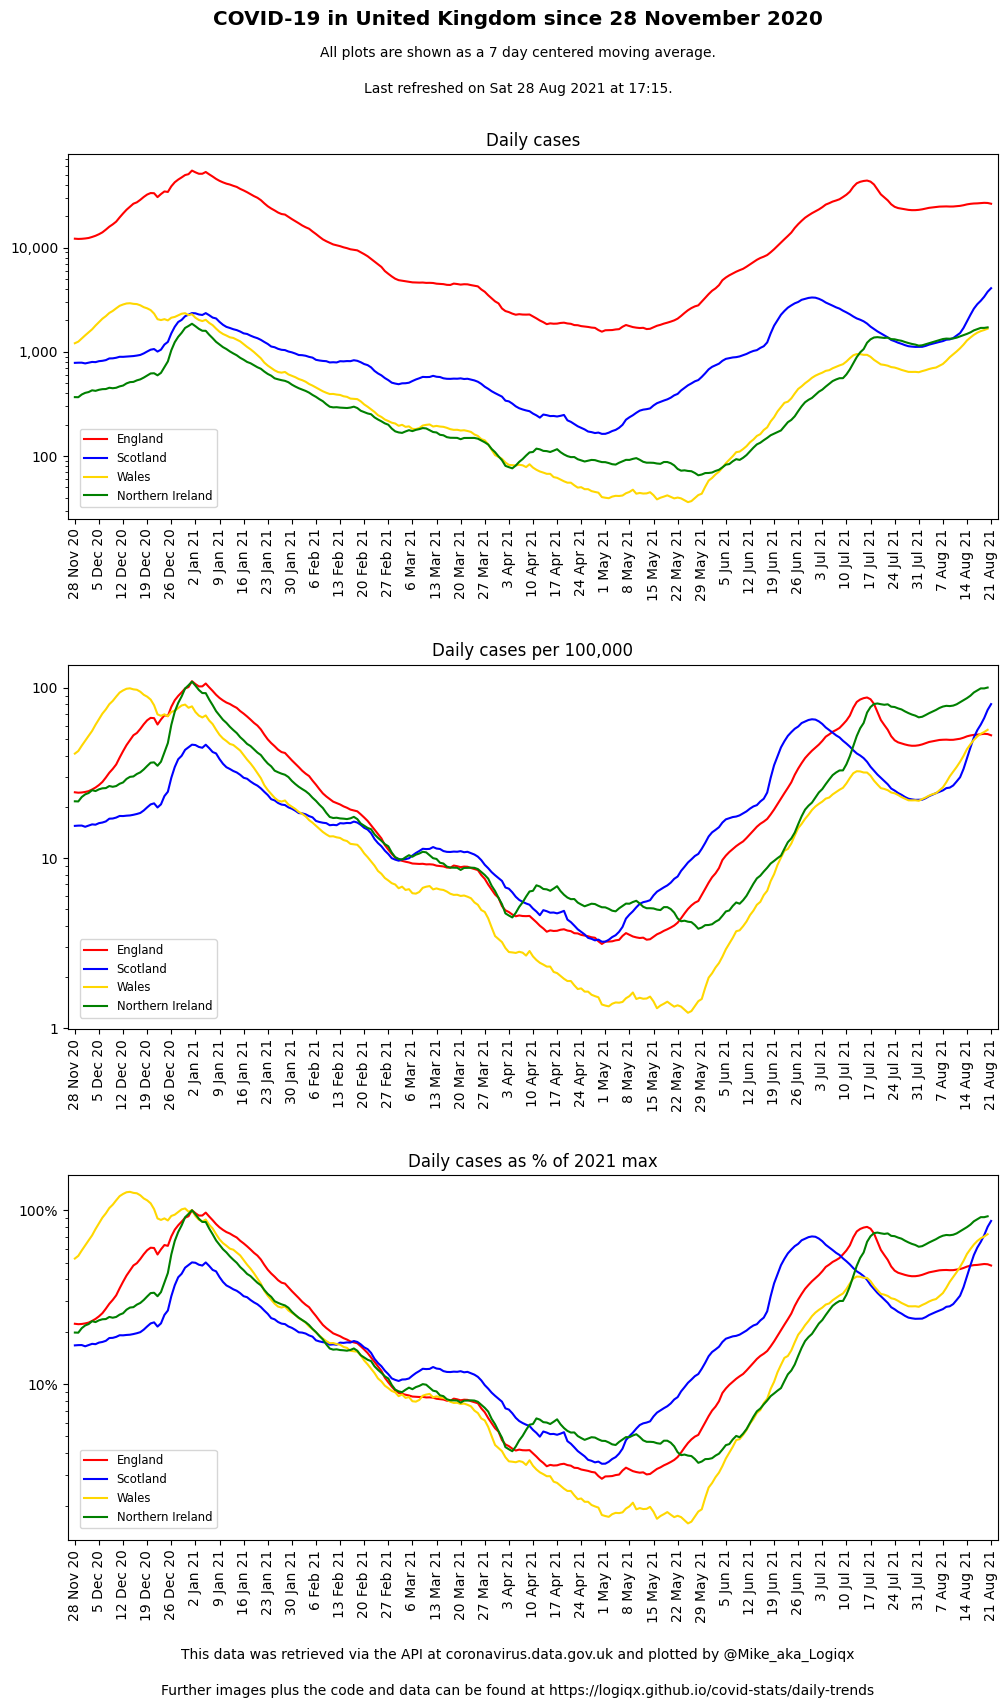 COVID-19 in United Kingdom since 28 November 2020
All plots are shown as a 7 day centered moving average.
Last refreshed on Sat 28 Aug 2021 at 17:15.
Daily cases
10,000
1,000
100
England
Scotland
Wales
Northern Ireland
28 Nov 20
5 Dec 20
12 Dec 20
19 Dec 20
26 Dec 20
2 Jan 21
9 Jan 21
16 Jan 21
23 Jan 21
30 Jan 21
6 Feb 21
13 Feb 21
20 Feb 21
27 Feb 21
6 Mar 21
13 Mar 21
20 Mar 21
27 Mar 21
3 Apr 21
10 Apr 21
17 Apr 21
24 Apr 21
1 May 21
8 May 21
15 May 21
22 May 21
29 May 21
5 Jun 21
12 Jun 21
19 Jun 21
26 Jun 21
3 Jul 21
10 Jul 21
17 Jul 21
24 Jul 21
31 Jul 21
7 Aug 21
14 Aug 21
21 Aug 21
Daily cases per 100,000
100
10
1
England
Scotland
Wales
Northern Ireland
28 Nov 20
5 Dec 20
12 Dec 20
19 Dec 20
26 Dec 20
2 Jan 21
9 Jan 21
16 Jan 21
23 Jan 21
30 Jan 21
6 Feb 21
13 Feb 21
20 Feb 21
27 Feb 21
6 Mar 21
13 Mar 21
20 Mar 21
27 Mar 21
3 Apr 21
10 Apr 21
17 Apr 21
24 Apr 21
1 May 21
8 May 21
15 May 21
22 May 21
29 May 21
5 Jun 21
12 Jun 21
19 Jun 21
26 Jun 21
3 Jul 21
10 Jul 21
17 Jul 21
24 Jul 21
31 Jul 21
7 Aug 21
14 Aug 21
21 Aug 21
Daily cases as % of 2021 max
100%
10%
England
Scotland
Wales
Northern Ireland
28 Nov 20
5 Dec 20
12 Dec 20
19 Dec 20
26 Dec 20
2 Jan 21
9 Jan 21
16 Jan 21
23 Jan 21
30 Jan 21
6 Feb 21
13 Feb 21
20 Feb 21
27 Feb 21
6 Mar 21
13 Mar 21
20 Mar 21
27 Mar 21
3 Apr 21
10 Apr 21
17 Apr 21
24 Apr 21
1 May 21
8 May 21
15 May 21
22 May 21
29 May 21
5 Jun 21
12 Jun 21
19 Jun 21
26 Jun 21
3 Jul 21
10 Jul 21
17 Jul 21
24 Jul 21
31 Jul 21
7 Aug 21
14 Aug 21
21 Aug 21
This data was retrieved via the API at coronavirus.data.gov.uk and plotted by @Mike_aka_Logiqx
Further images plus the code and data can be found at https://logiqx.github.io/covid-stats/daily-trends